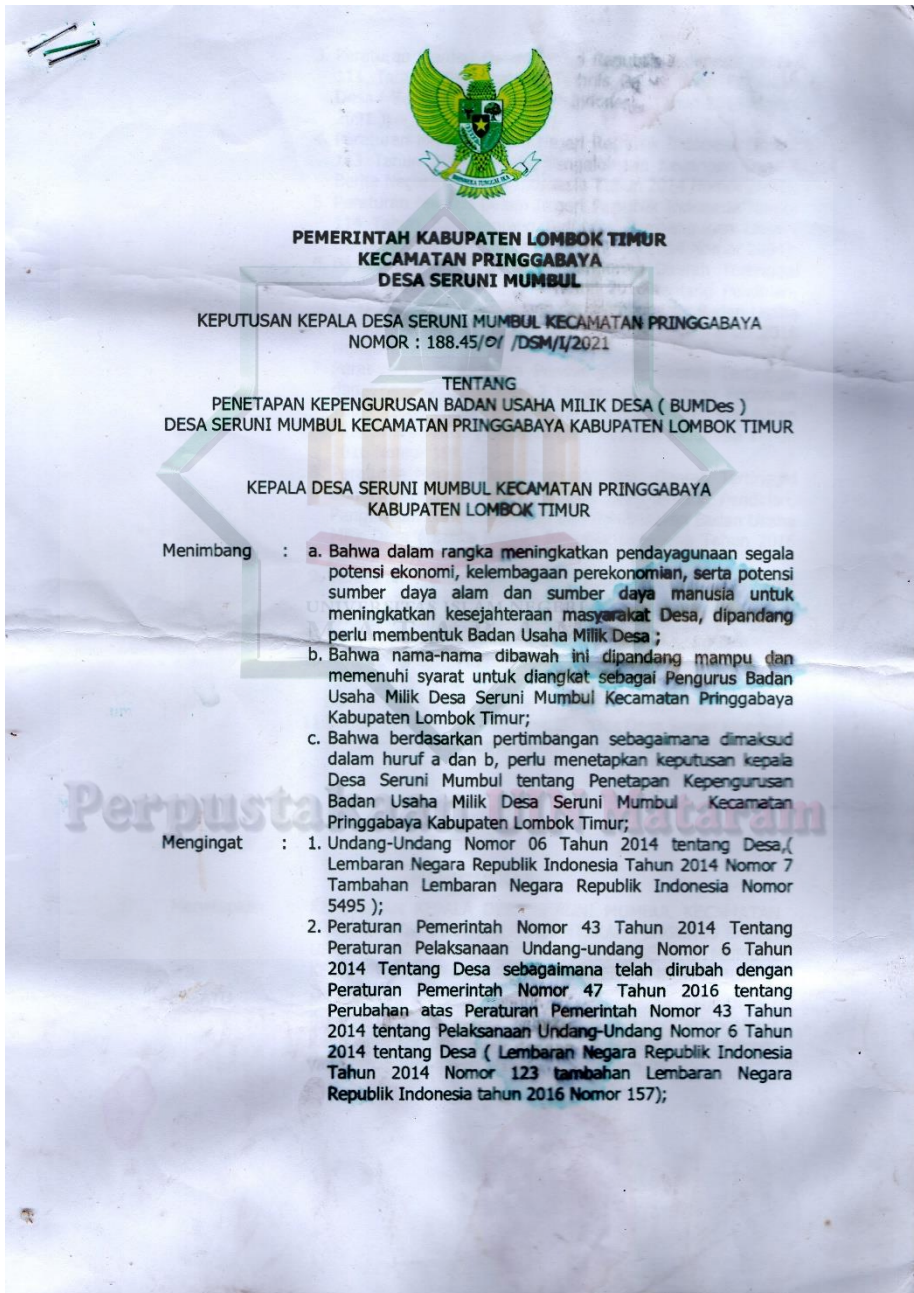 BHINNEKA TUNGGAL IKA
PEMERINTAH KABUPATEN LOMBOK TIMUR
KECAMATAN PRINGGABAYA
DESA SERUNI MUMBUL
KEPUTUSAN KEPALA DESA SERUNI MUMBUL KECAMATAN PRINGGABAYA
NOMOR : 188.45/01 /DSM/I/2021
TENTANG
PENETAPAN KEPENGURUSAN BADAN USAHA MILIK DESA ( BUMDes )
DESA SERUNI MUMBUL KECAMATAN PRINGGABAYA KABUPATEN LOMBOK TIMUR
KEPALA DESA SERUNI MUMBUL KECAMATAN PRINGGABAYA
KABUPATEN LOMBOK TIMUR
Menimbang : a. Bahwa dalam rangka meningkatkan pendayagunaan segala
potensi ekonomi, kelembagaan perekonomian, serta potensi
sumber daya alam dan sumber daya manusia untuk
meningkatkan kesejahteraan masyarakat Desa, dipandang
perlu membentuk Badan Usaha Milik Desa ;
b. Bahwa nama-nama dibawah ini dipandang mampu dan
memenuhi syarat untuk diangkat sebagai Pengurus Badan
Usaha Milik Desa Seruni Mumbul Kecamatan Pringgabaya
Kabupaten Lombok Timur;
c. Bahwa berdasarkan pertimbangan sebagaimana dimaksud
dalam huruf a dan b, perlu menetapkan keputusan kepala
Desa Seruni Mumbul tentang Penetapan Kepengurusan
Badan Usaha Milik Desa Seruni Mumbul Kecamatan
Pringgabaya Kabupaten Lombok Timur;
Perpustakaan UIN Mataram
Mengingat : 1. Undang-Undang Nomor 06 Tahun 2014 tentang Desa,(
Lembaran Negara Republik Indonesia Tahun 2014 Nomor 7
Tambahan Lembaran Negara Republik Indonesia Nomor
5495 );
2. Peraturan Pemerintah Nomor 43 Tahun 2014 Tentang
Peraturan Pelaksanaan Undang-undang Nomor 6 Tahun
2014 Tentang Desa sebagaimana telah dirubah dengan
Peraturan Pemerintah Nomor 47 Tahun 2016 tentang
Perubahan atas Peraturan Pemerintah Nomor 43 Tahun
2014 tentang Pelaksanaan Undang-Undang Nomor 6 Tahun
2014 tentang Desa ( Lembaran Negara Republik Indonesia
Tahun 2014 Nomor 123 tambahan Lembaran Negara
Republik Indonesia tahun 2016 Nomor 157);